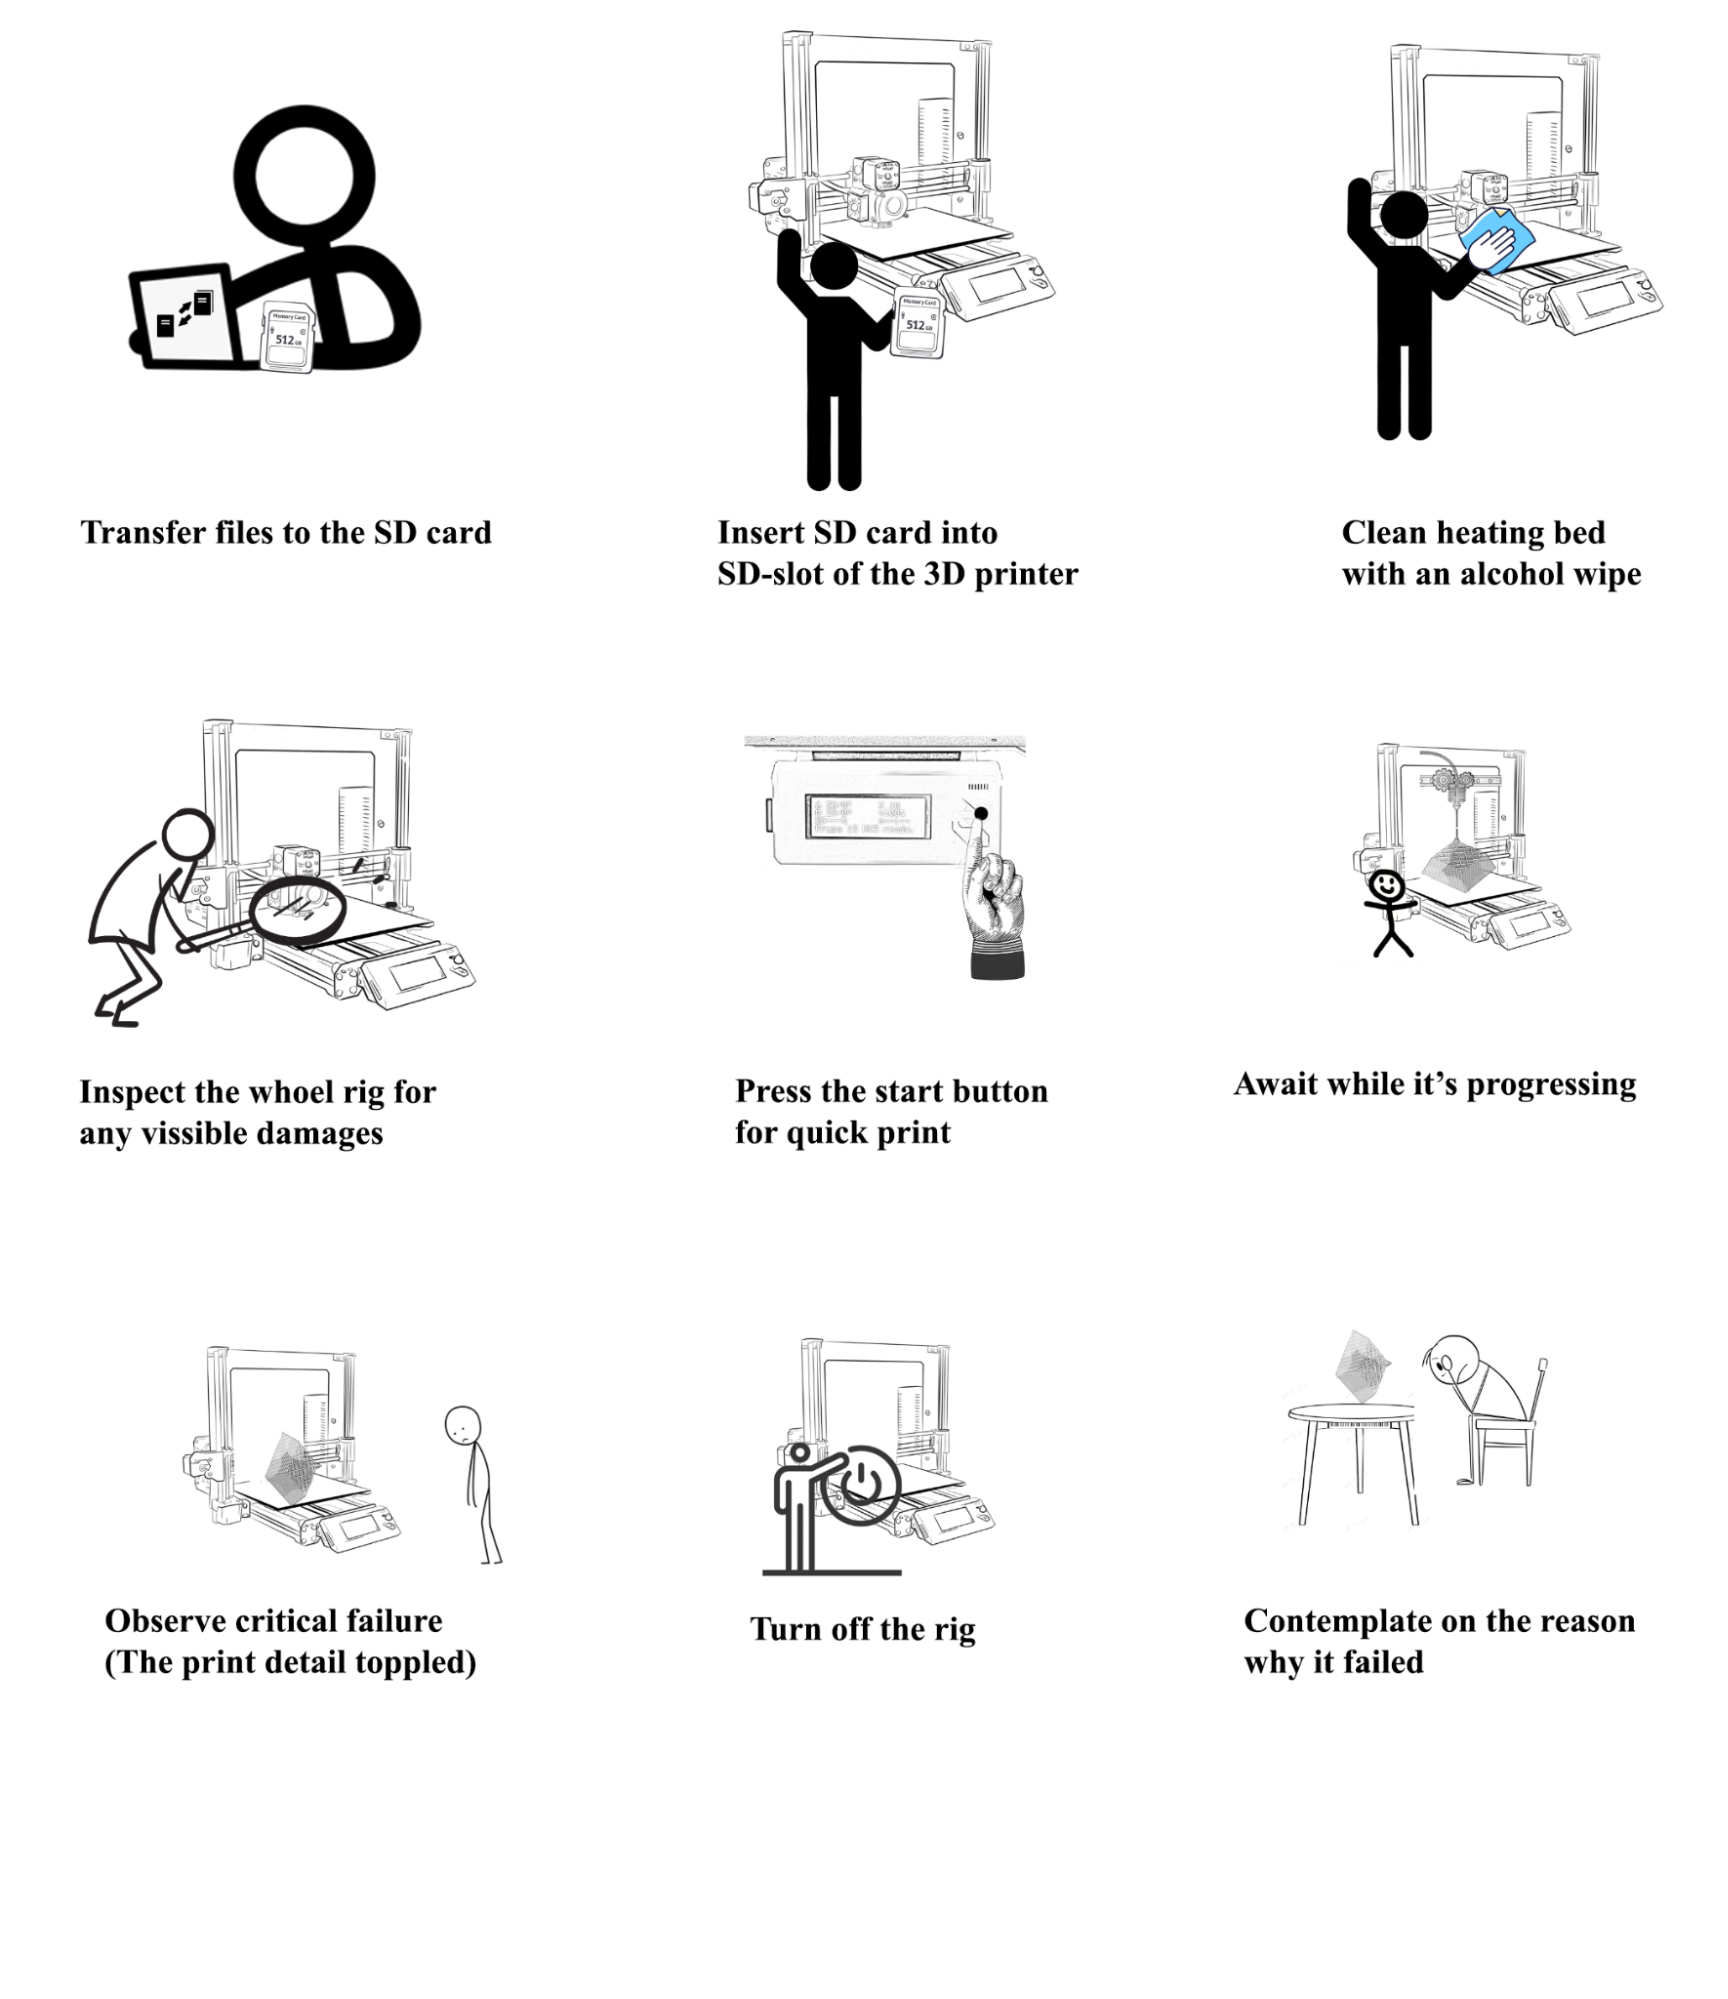 Memory Card
512 GB
Memory Card
512 GB
Transfer files to the SD card
Insert SD card into
SD-slot of the 3D printer
Clean heating bed
with an alcohol wipe
Inspect the whoel rig for
any vissible damages
Press the start button
for quick print
Await while it’s progressing
Observe critical failure
(The print detail toppled)
Turn off the rig
Contemplate on the reason
why it failed